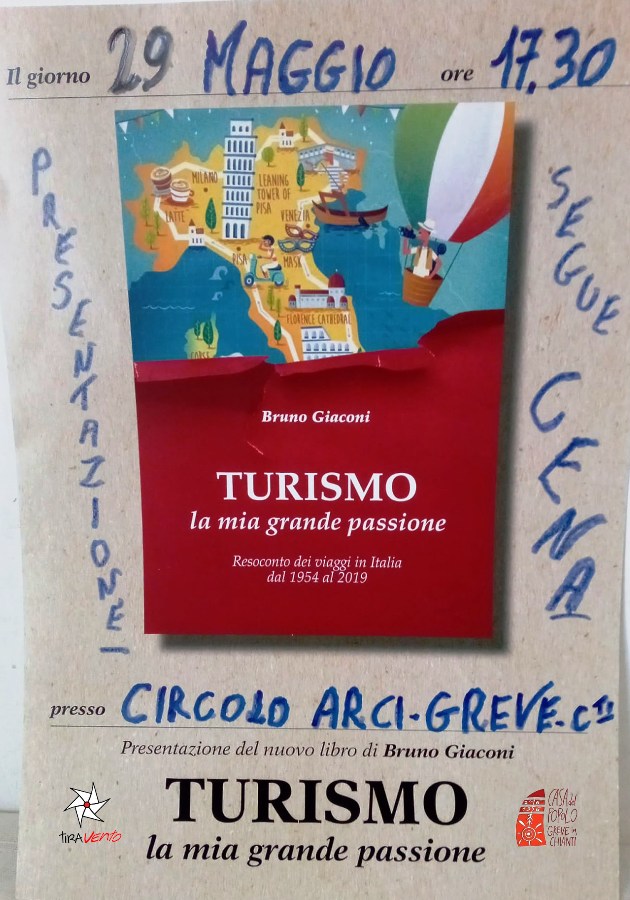 Il giorno 29 MAGGIO ore 17.30
PRESENTAZIONE
SEGUE CENA
MILANO
LATTE
LEANING
TOWER OF
PISA
VENEZIA
PISA
MASK
FLORENCE CATHEDRAL
CORSE
Bruno Giaconi
TURISMO
la mia grande passione
Resoconto dei viaggi in Italia
dal 1954 al 2019
presso CIRCOLO ARCI-GREVE-C.TI
Presentazione del nuovo libro di Bruno Giaconi
TURISMO
la mia grande passione
TIRAVENTO
CASA del
POPOLO
GREVE in
CHIANTI